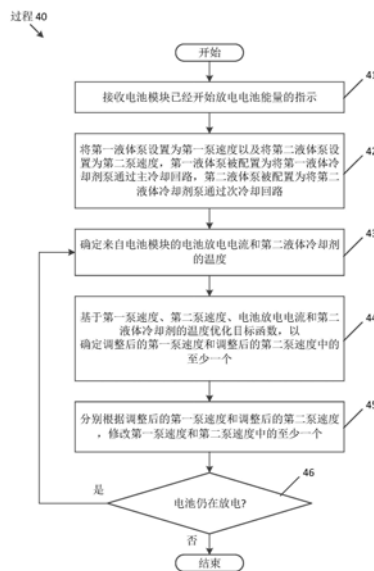 过程 40
开始
41
接收电池模块已经开始放电电池能量的指示
42
将第一液体泵设置为第一泵速度以及将第二液体泵设
置为第二泵速度，第一液体泵被配置为将第一液体冷
却剂泵通过主冷却回路，第二液体泵被配置为将第二
液体冷却剂泵通过次冷却回路
43
确定来自电池模块的电池放电电流和第二液体冷却剂
的温度
44
基于第一泵速度、第二泵速度、电池放电电流和第二
液体冷却剂的温度优化目标函数，以
确定调整后的第一泵速度和调整后的第二泵速度中的
至少一个
45
分别根据调整后的第一泵速度和调整后的第二泵速度
，修改第一泵速度和第二泵速度中的至少一个
46
是
电池仍在放电?
否
结束